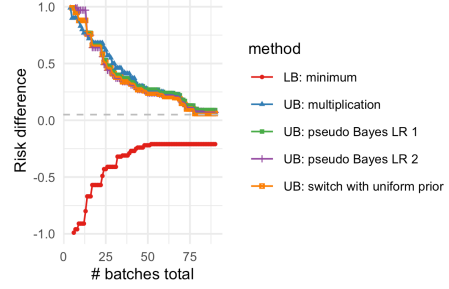 1.0
0.5
0.0
-0.5
-1.0
Risk difference
0
25
50
75
# batches total
method
LB: minimum
UB: multiplication
UB: pseudo Bayes LR 1
UB: pseudo Bayes LR 2
UB: switch with uniform prior